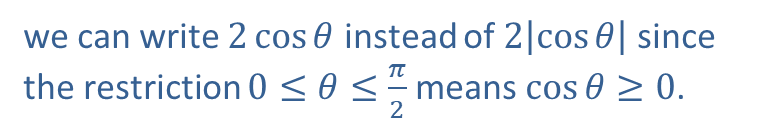 we can write 2 cos θ instead of 2|cos θ| since
the restriction 0 ≤ θ ≤ π/2 means cos θ ≥ 0.